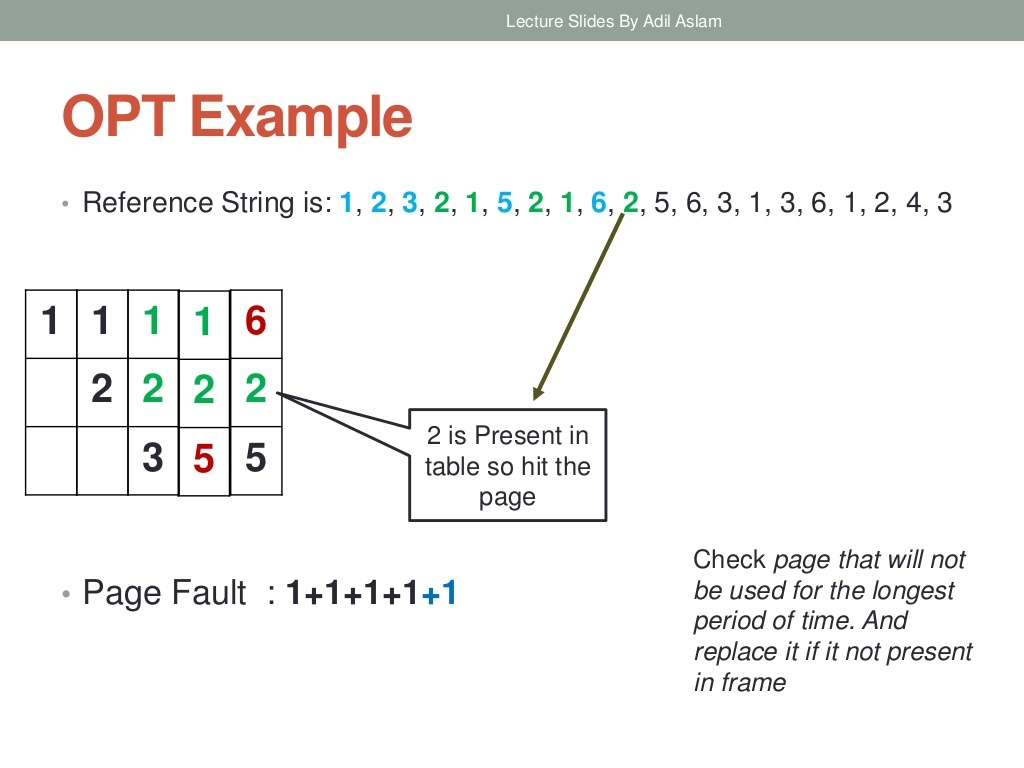 Lecture Slides By Adil Aslam
OPT Example
• Reference String is: 1, 2, 3, 2, 1, 5, 2, 1, 6, 2, 5, 6, 3, 1, 3, 6, 1, 2, 4, 3
1 1 1 1 6
2 2 2 2
3 5 5
2 is Present in
table so hit the
page
• Page Fault : 1+1+1+1+1
Check page that will not
be used for the longest
period of time. And
replace it if it not present
in frame